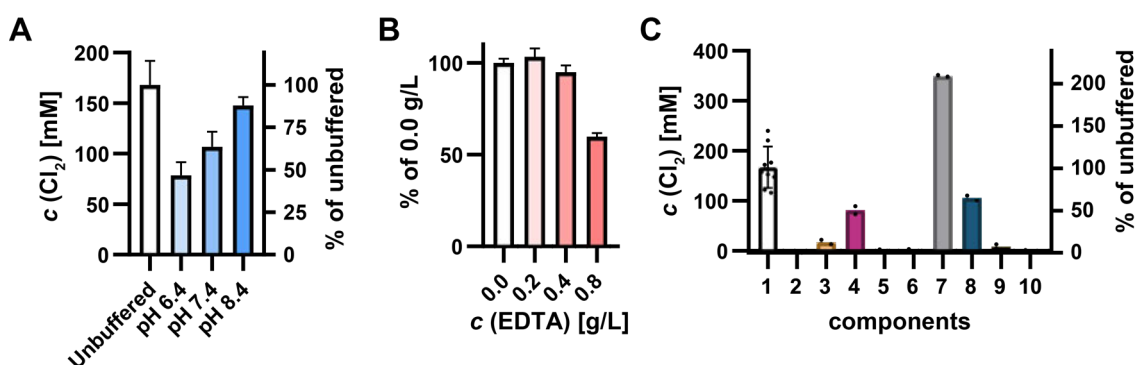 A
c (Cl₂) [mM]
200
150
100
50
0
100
75
50
25
0
% of unbuffered
Unbuffered
pH 6.4
pH 7.4
pH 8.4
B
% of 0.0 g/L
100
50
0
0.0
0.2
0.4
0.8
c (EDTA) [g/L]
C
c (Cl₂) [mM]
400
300
200
100
0
200
150
100
50
0
% of unbuffered
1 2 3 4 5 6 7 8 9 10
components